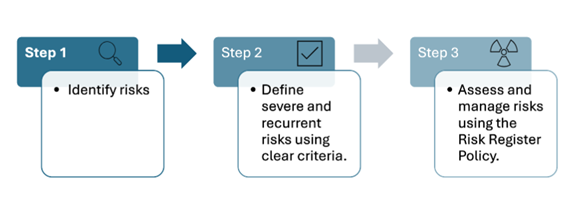 Step 1
• Identify risks
Step 2
• Define
severe and
recurrent
risks using
clear criteria.
Step 3
• Assess and
manage risks
using the
Risk Register
Policy.